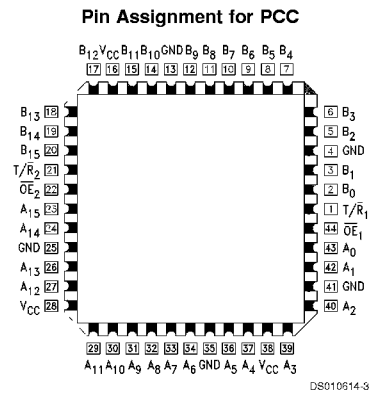 Pin Assignment for PCC
B12 VCC B11 B10 GND B9 B8 B7 B6 B5 B4
17 16 15 14 13 12 11 10 9 8 7
B13 18 6 B3
B14 19 5 B2
B15 20 4 GND
T/R̅2 21 3 B1
O̅E̅2 22 2 B0
A15 23 1 T/R̅1
A14 24 44 O̅E̅1
GND 25 43 A0
A13 26 42 A1
A12 27 41 GND
VCC 28 40 A2
29 30 31 32 33 34 35 36 37 38 39
A11 A10 A9 A8 A7 A6 GND A5 A4 VCC A3
DS010614-3